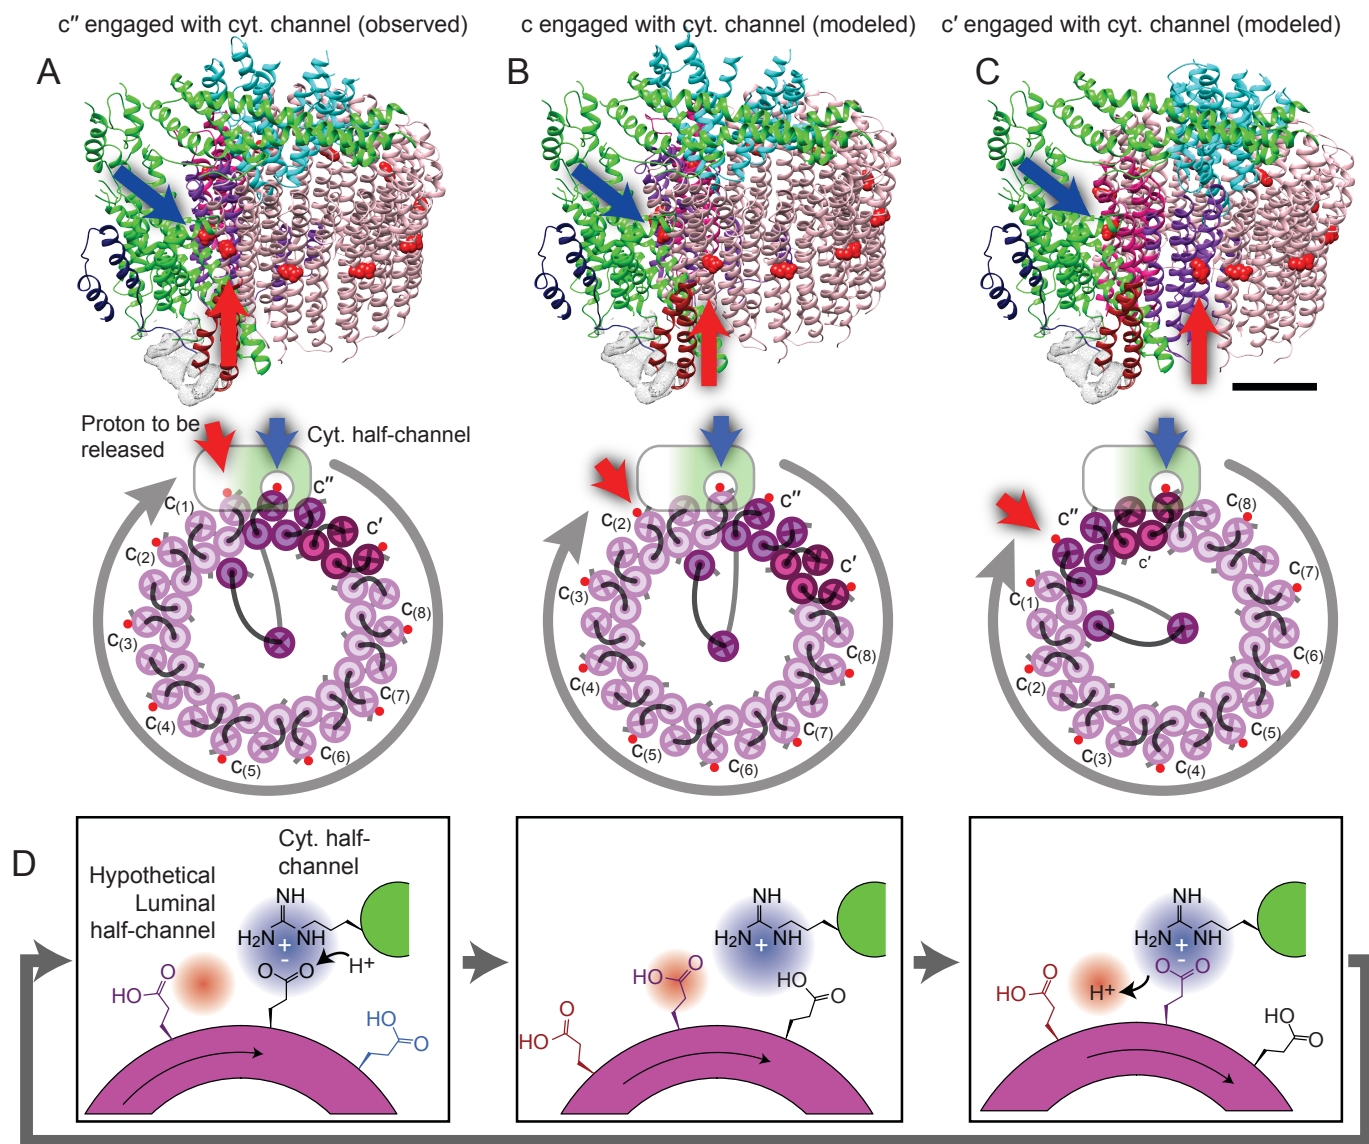 c″ engaged with cyt. channel (observed)
c engaged with cyt. channel (modeled)
c′ engaged with cyt. channel (modeled)
A
B
C
Proton to be
released
Cyt. half-channel
c″
c′
C(1)
C(2)
C(3)
C(4)
C(5)
C(6)
C(7)
C(8)
c″
c′
C(2)
C(3)
C(4)
C(5)
C(6)
C(7)
C(8)
c″
c′
C(1)
C(2)
C(3)
C(4)
C(5)
C(6)
C(7)
C(8)
D
Hypothetical
Luminal
half-channel
Cyt. half-
channel
NH
H2N
NH
+
-
H+
O
O
O
HO
HO
O
NH
H2N
NH
+
O
HO
HO
O
O
HO
NH
H2N
NH
+
-
O
O
H+
O
HO
HO
O